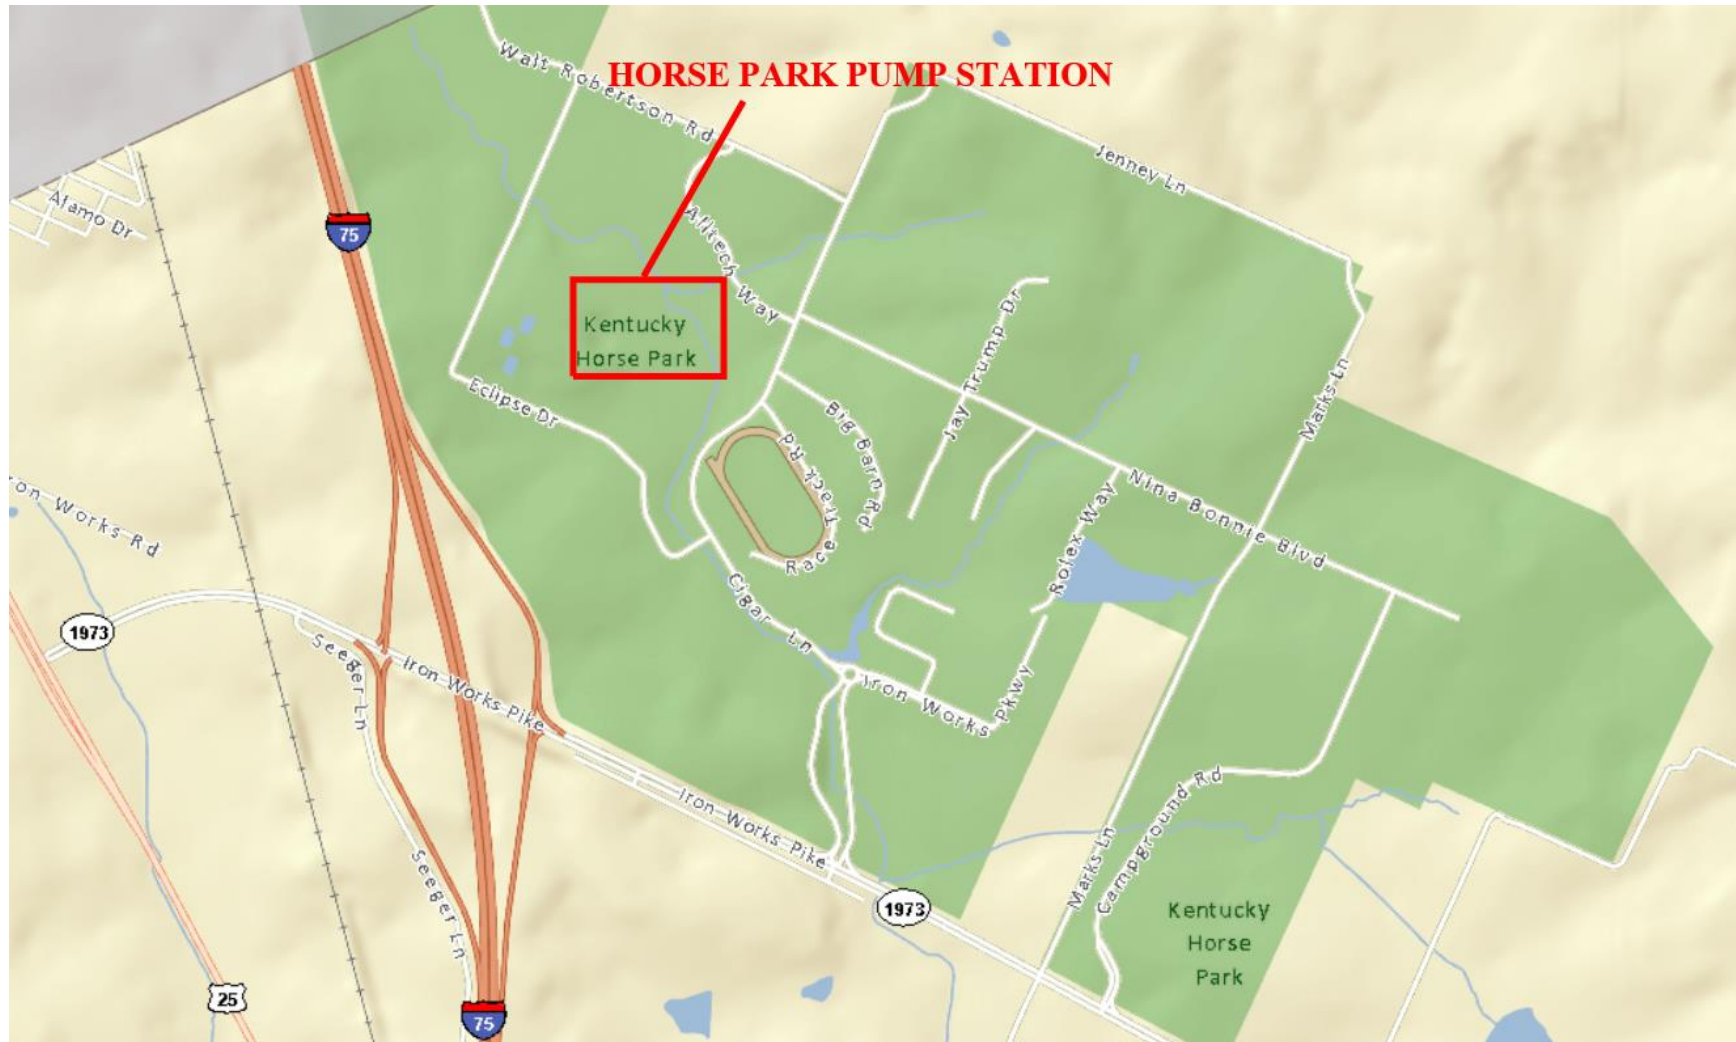 Walt Robertson Rd
HORSE PARK PUMP STATION
Jenney Ln
Alamo Dr
75
Alltech Way
Kentucky
Horse Park
Jay Trump Dr
Eclipse Dr
Big Barn Rd
Race Track Rd
Marks Ln
Nina Bonnie Blvd
Rolex Way
ron Works Rd
Cigar Ln
1973
Seeger Ln
Iron Works Pike
Iron Works Pkwy
Iron Works Pike
Campground Rd
Marks Ln
Seeger Ln
1973
Kentucky
Horse
Park
25
75